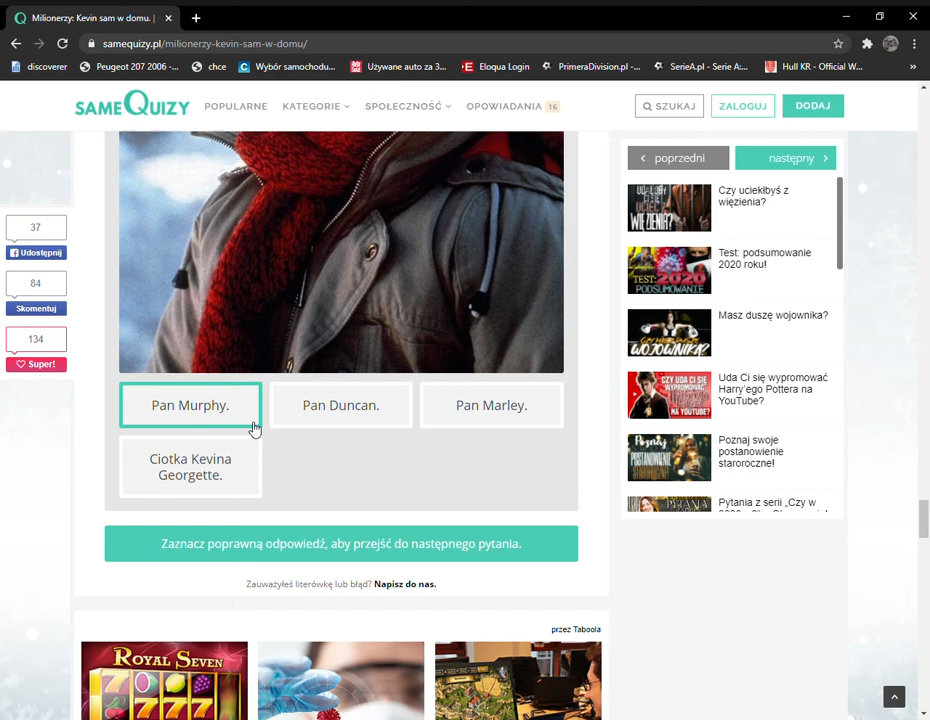 Milionerzy: Kevin sam w domu. |
samequizy.pl/milionerzy-kevin-sam-w-domu/
discoverer
Peugeot 207 2006 -...
chce
Wybór samochodu...
Używane auto za 3...
Eloqua Login
PrimeraDivision.pl -...
SerieA.pl - Serie A:...
Hull KR - Official W...
»
SAMEQUIZY
POPULARNE
KATEGORIE
SPOŁECZNOŚĆ
OPOWIADANIA 16
SZUKAJ
ZALOGUJ
DODAJ
37
Udostępnij
84
Skomentuj
134
Super!
Pan Murphy.
Pan Duncan.
Pan Marley.
Ciotka Kevina
Georgette.
Zaznacz poprawną odpowiedź, aby przejść do następnego pytania.
Zauważyłeś literówkę lub błąd? Napisz do nas.
przez Taboola
ROYAL SEVEN
poprzedni
następny
Czy uciekłbyś z
więzienia?
Test: podsumowanie
2020 roku!
TEST:2020
PODSUMOWANIE
Masz duszę wojownika?
Uda Ci się wypromować
Harry'ego Pottera na
YouTube?
Poznaj swoje
postanowienie
staroroczne!
Pytania z serii „Czy w